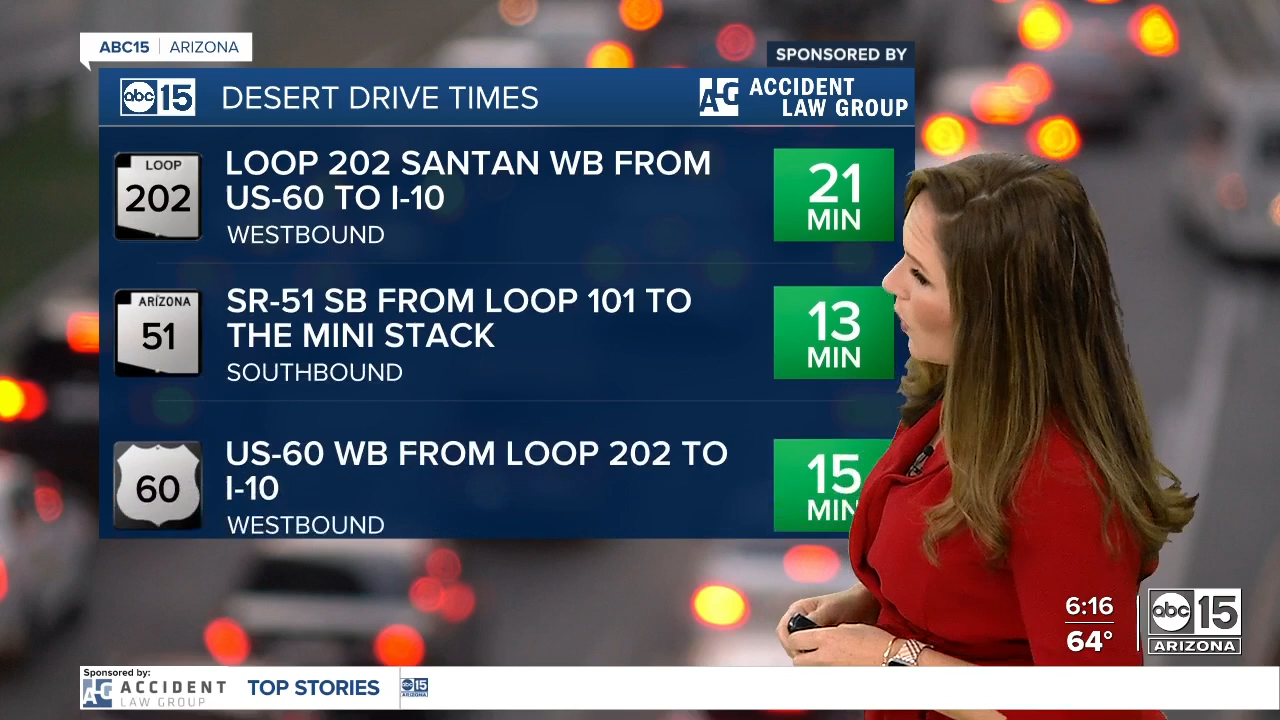 ABC15 | ARIZONA
SPONSORED BY
abc 15 DESERT DRIVE TIMES
AG ACCIDENT
LAW GROUP
LOOP
202
LOOP 202 SANTAN WB FROM
US-60 TO I-10
WESTBOUND
21
MIN
ARIZONA
51
SR-51 SB FROM LOOP 101 TO
THE MINI STACK
SOUTHBOUND
13
MIN
60
US-60 WB FROM LOOP 202 TO
I-10
WESTBOUND
15
MIN
6:16
64°
abc 15
ARIZONA
Sponsored by:
AG ACCIDENT
LAW GROUP
TOP STORIES
abc 15
ARIZONA